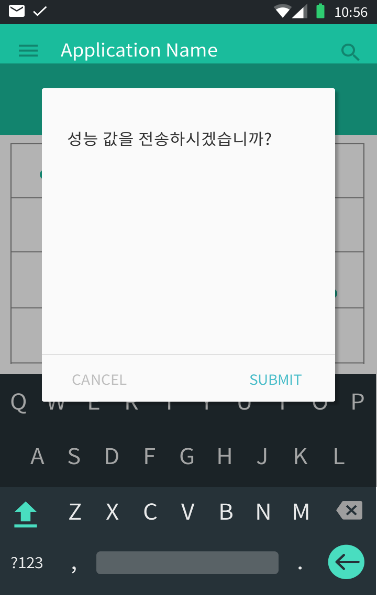 10:56
Application Name
성능 값을 전송하시겠습니까?
CANCEL
SUBMIT
Q W E R T Y U I O P
A S D F G H J K L
Z X C V B N M
?123 , .